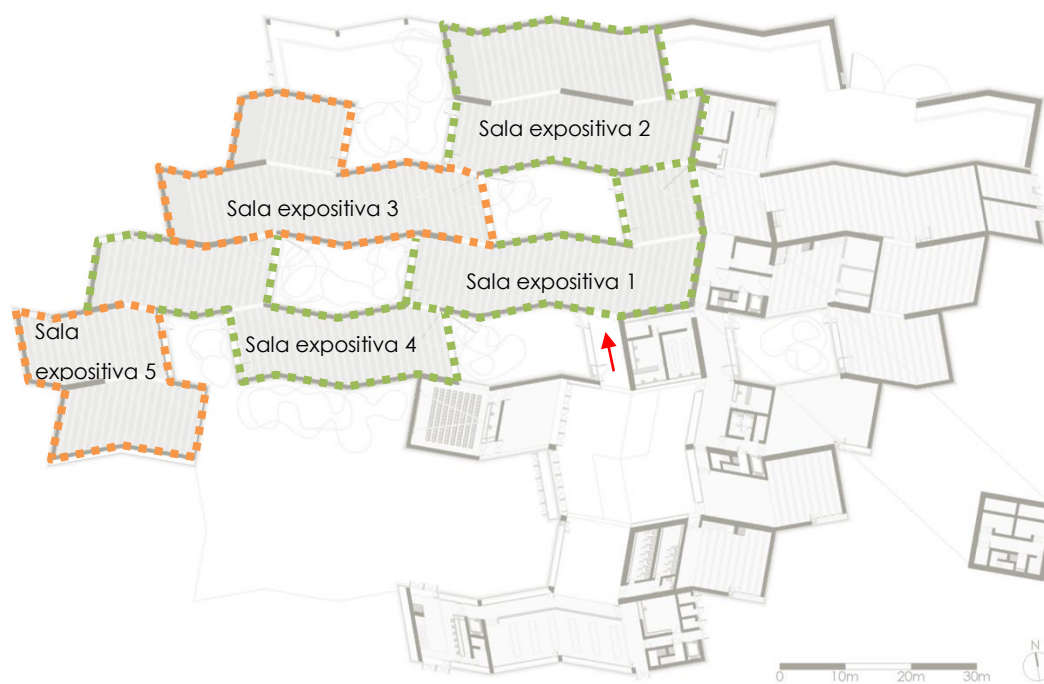 Sala expositiva 2
Sala expositiva 3
Sala expositiva 1
Sala
expositiva 5
Sala expositiva 4
N
0 10m 20m 30m